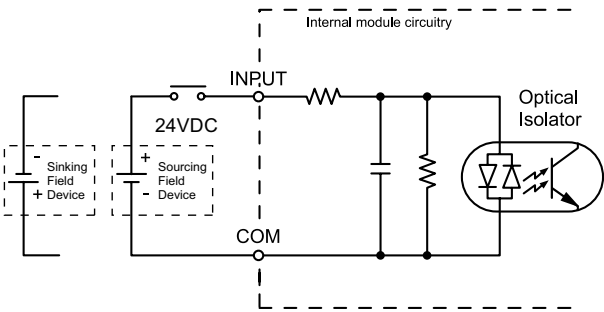 Internal module circuitry
INPUT
24VDC
Optical
Isolator
-
Sinking
Field
+ Device
+
Sourcing
Field
- Device
COM